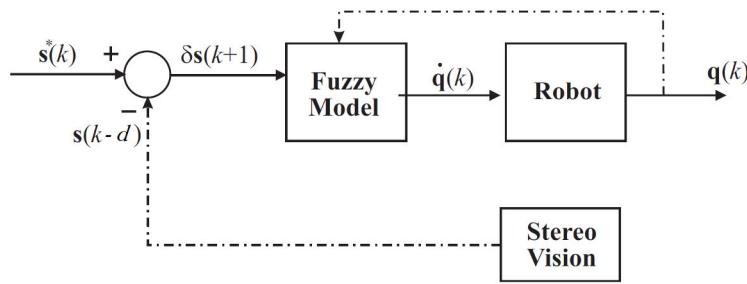 s*(k)
+
δs(k+1)
−
s(k-d)
Fuzzy
Model
q̇(k)
Robot
q(k)
Stereo
Vision